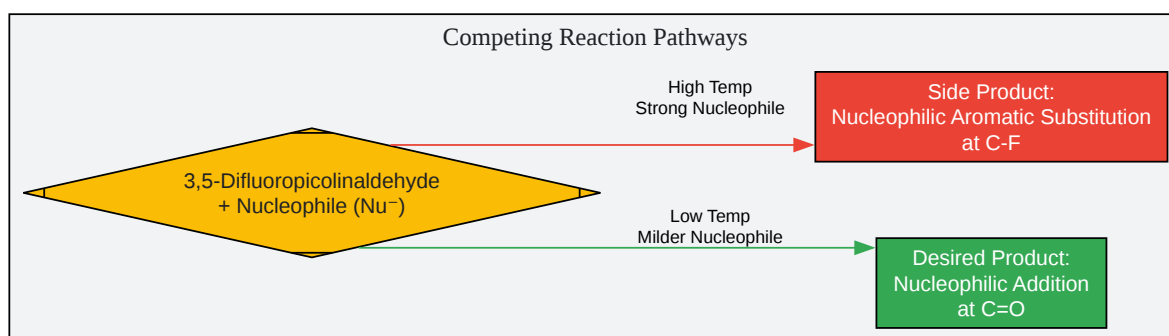 Competing Reaction Pathways
High Temp
Strong Nucleophile
Side Product:
Nucleophilic Aromatic Substitution
at C-F
3,5-Difluoropicolinaldehyde
+ Nucleophile (Nu⁻)
Low Temp
Milder Nucleophile
Desired Product:
Nucleophilic Addition
at C=O